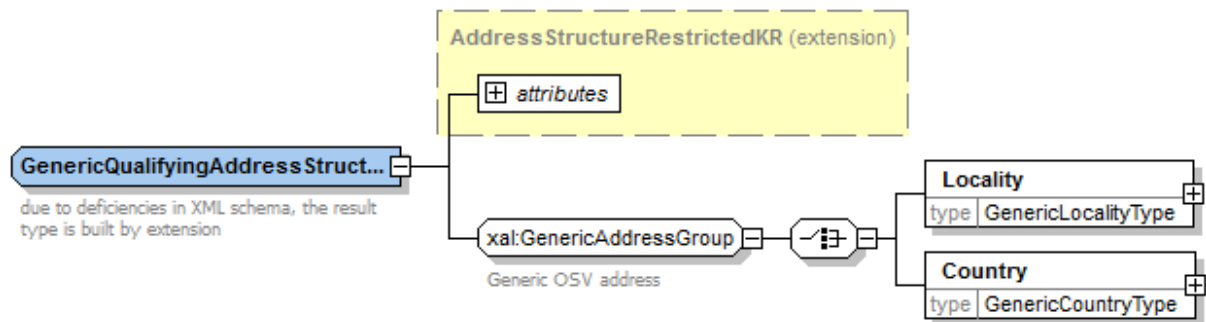 AddressStructureRestrictedKR (extension)
attributes
GenericQualifyingAddressStruct...
due to deficiencies in XML schema, the result
type is built by extension
xal:GenericAddressGroup
Generic OSV address
Locality
type GenericLocalityType
Country
type GenericCountryType